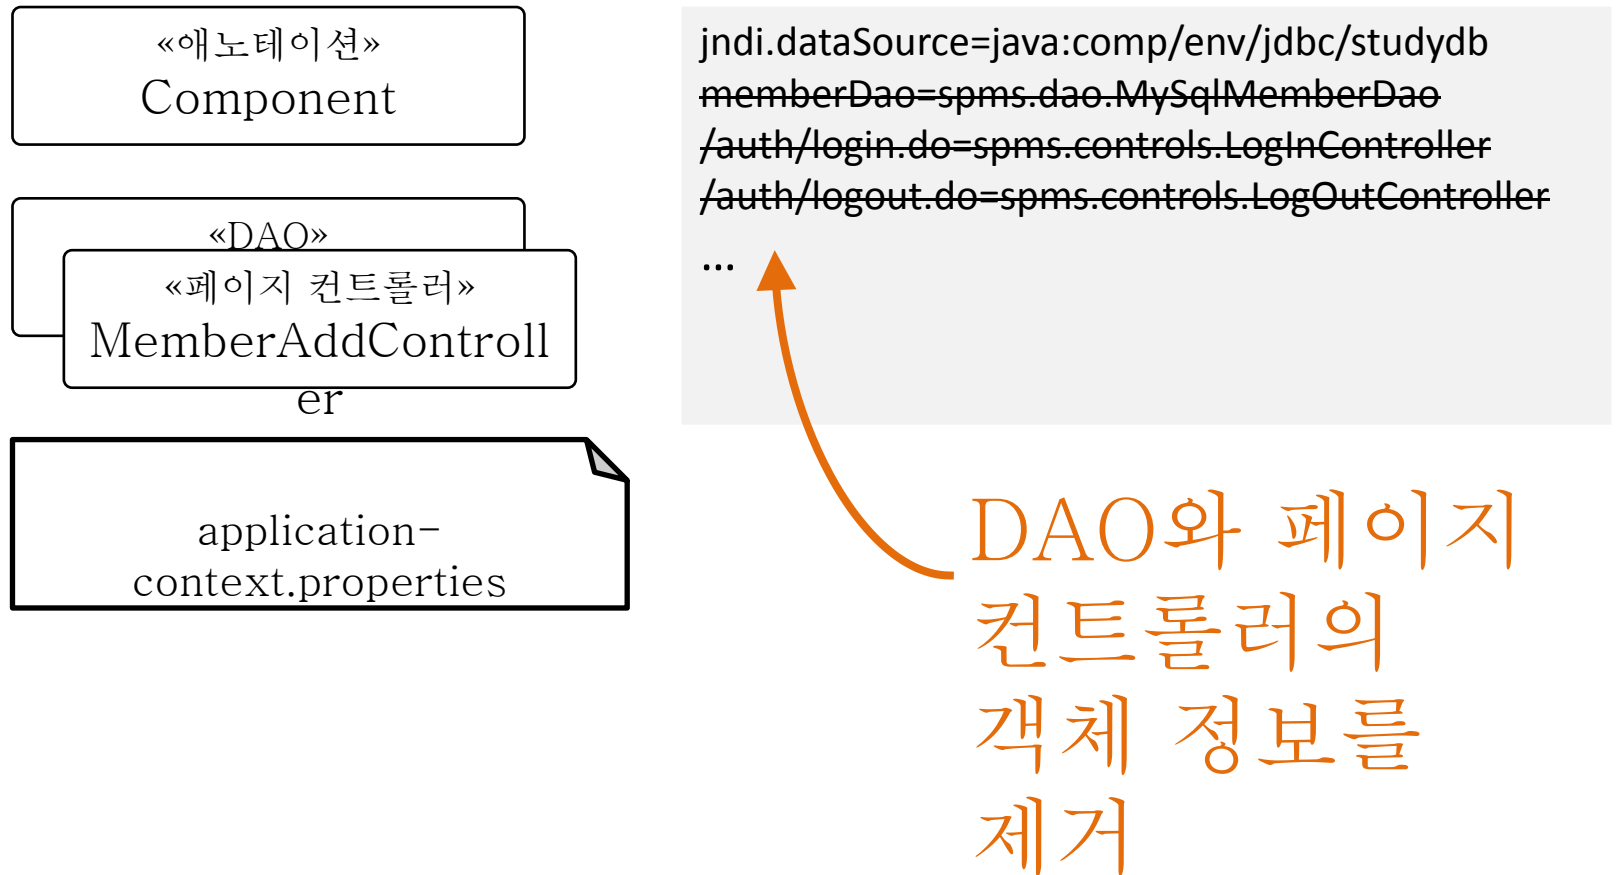 «애노테이션»
Component
«DAO»
«페이지 컨트롤러»
MemberAddControll
er
application-
context.properties
jndi.dataSource=java:comp/env/jdbc/studydb
memberDao=spms.dao.MySqlMemberDao
/auth/login.do=spms.controls.LogInController
/auth/logout.do=spms.controls.LogOutController
...
DAO와 페이지
컨트롤러의
객체 정보를
제거